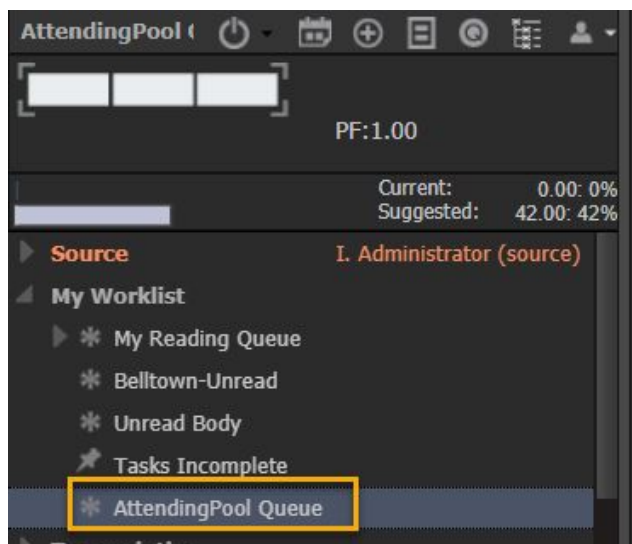 AttendingPool
PF:1.00
Current: 0.00: 0%
Suggested: 42.00: 42%
Source I. Administrator (source)
My Worklist
My Reading Queue
Belltown-Unread
Unread Body
Tasks Incomplete
AttendingPool Queue